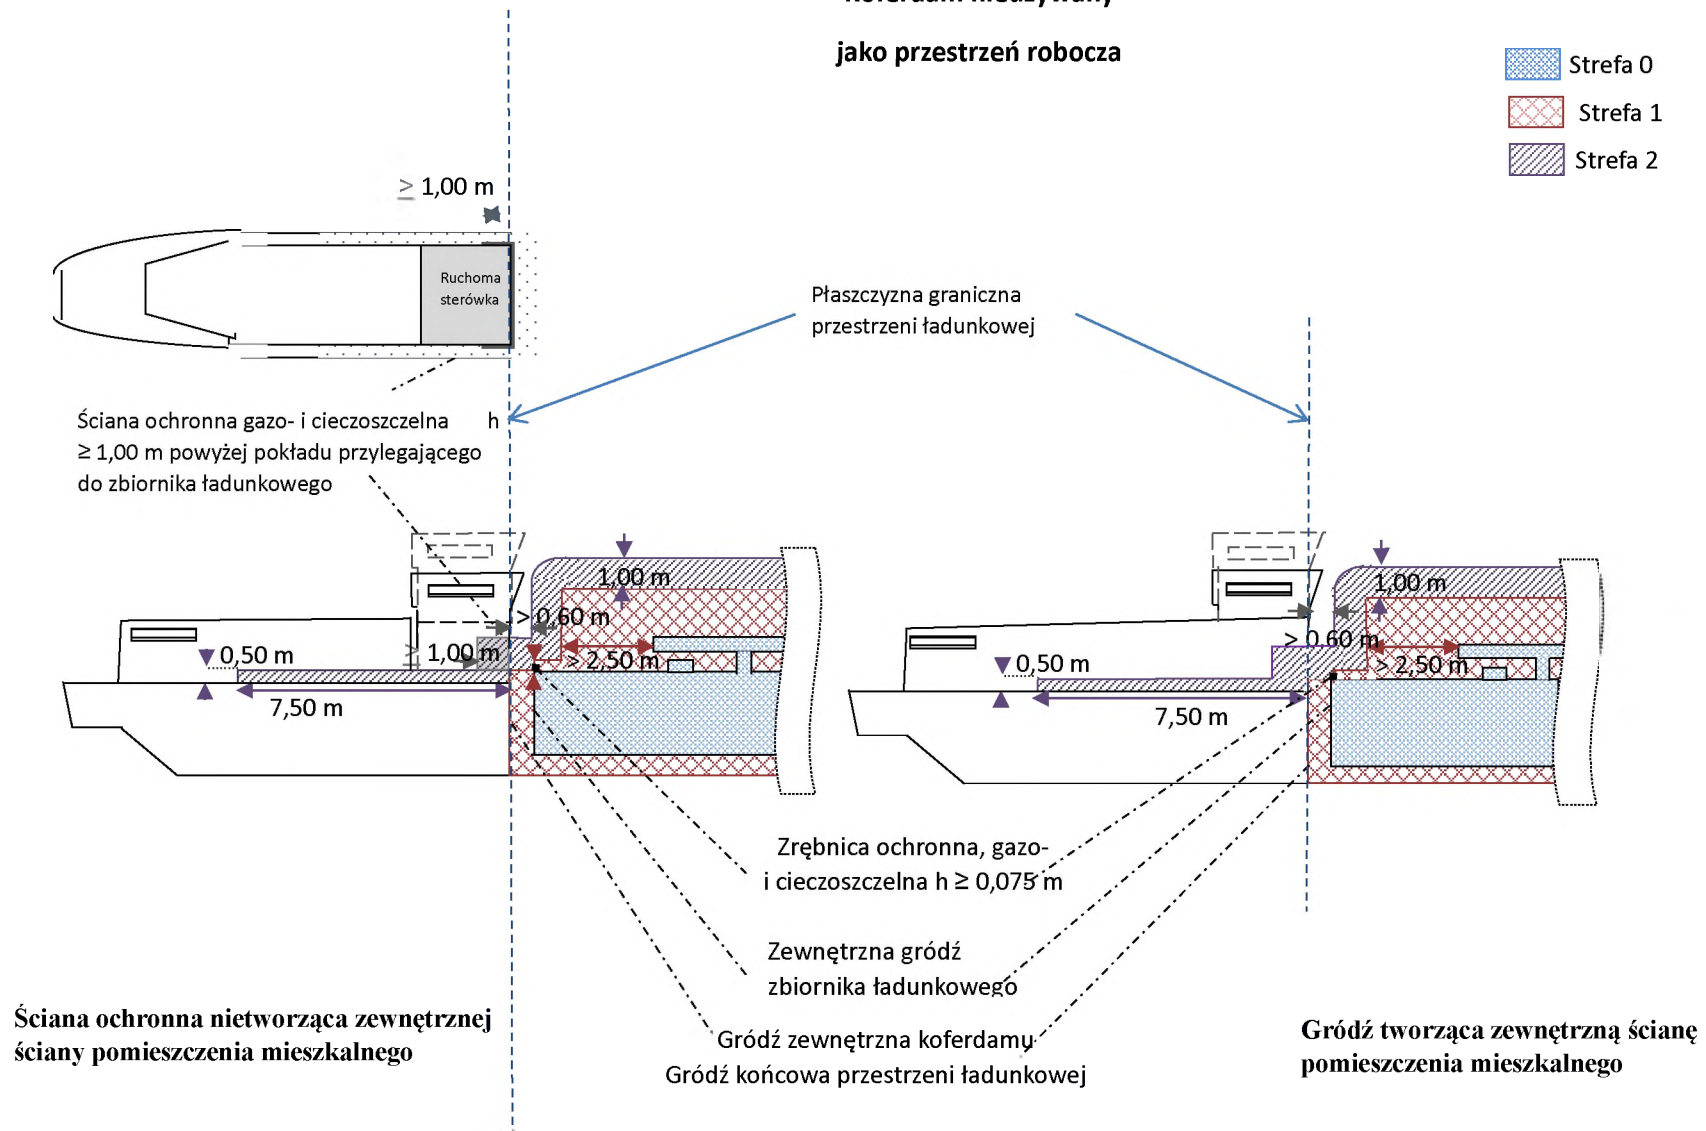 koferdam nieużywany
jako przestrzeń robocza
Strefa 0
Strefa 1
Strefa 2
≥ 1,00 m
Ruchoma
sterówka
Płaszczyzna graniczna
przestrzeni ładunkowej
Ściana ochronna gazo- i cieczoszczelna h
≥ 1,00 m powyżej pokładu przylegającego
do zbiornika ładunkowego
1,00 m
> 0,60 m
≥ 1,00 m
> 2,50 m
0,50 m
7,50 m
1,00 m
> 0,60 m
> 2,50 m
0,50 m
7,50 m
Zrębnica ochronna, gazo-
i cieczoszczelna h ≥ 0,075 m
Zewnętrzna gródź
zbiornika ładunkowego
Gródź zewnętrzna koferdamu
Gródź końcowa przestrzeni ładunkowej
Ściana ochronna nietworząca zewnętrznej
ściany pomieszczenia mieszkalnego
Gródź tworząca zewnętrzną ścianę
pomieszczenia mieszkalnego